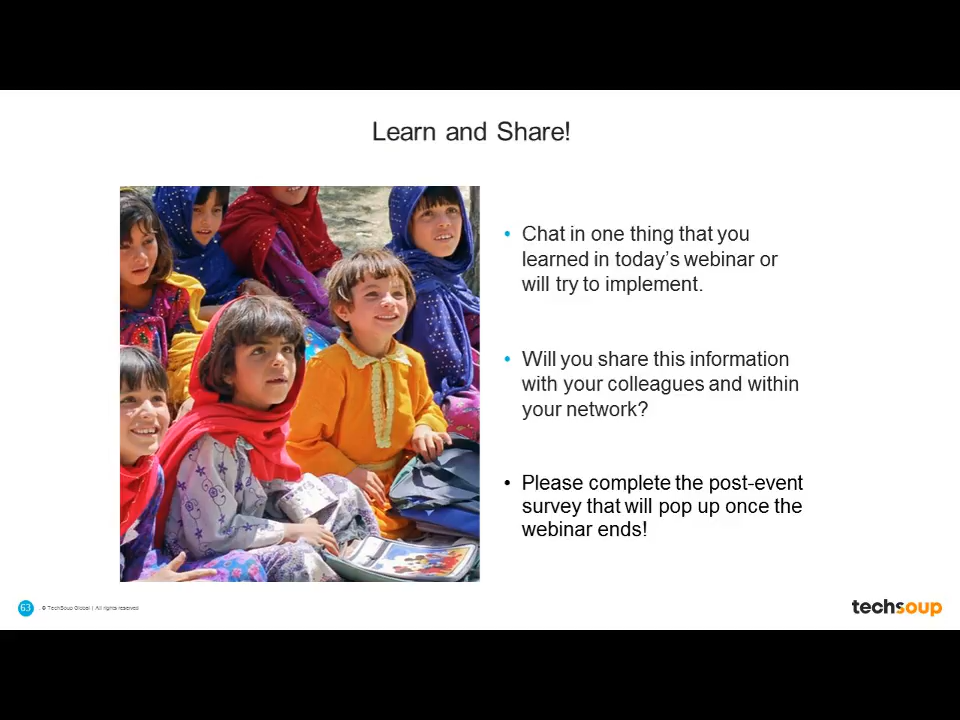 Learn and Share!
• Chat in one thing that you
learned in today's webinar or
will try to implement.
• Will you share this information
with your colleagues and within
your network?
• Please complete the post-event
survey that will pop up once the
webinar ends!
63
© TechSoup Global | All rights reserved
techsoup